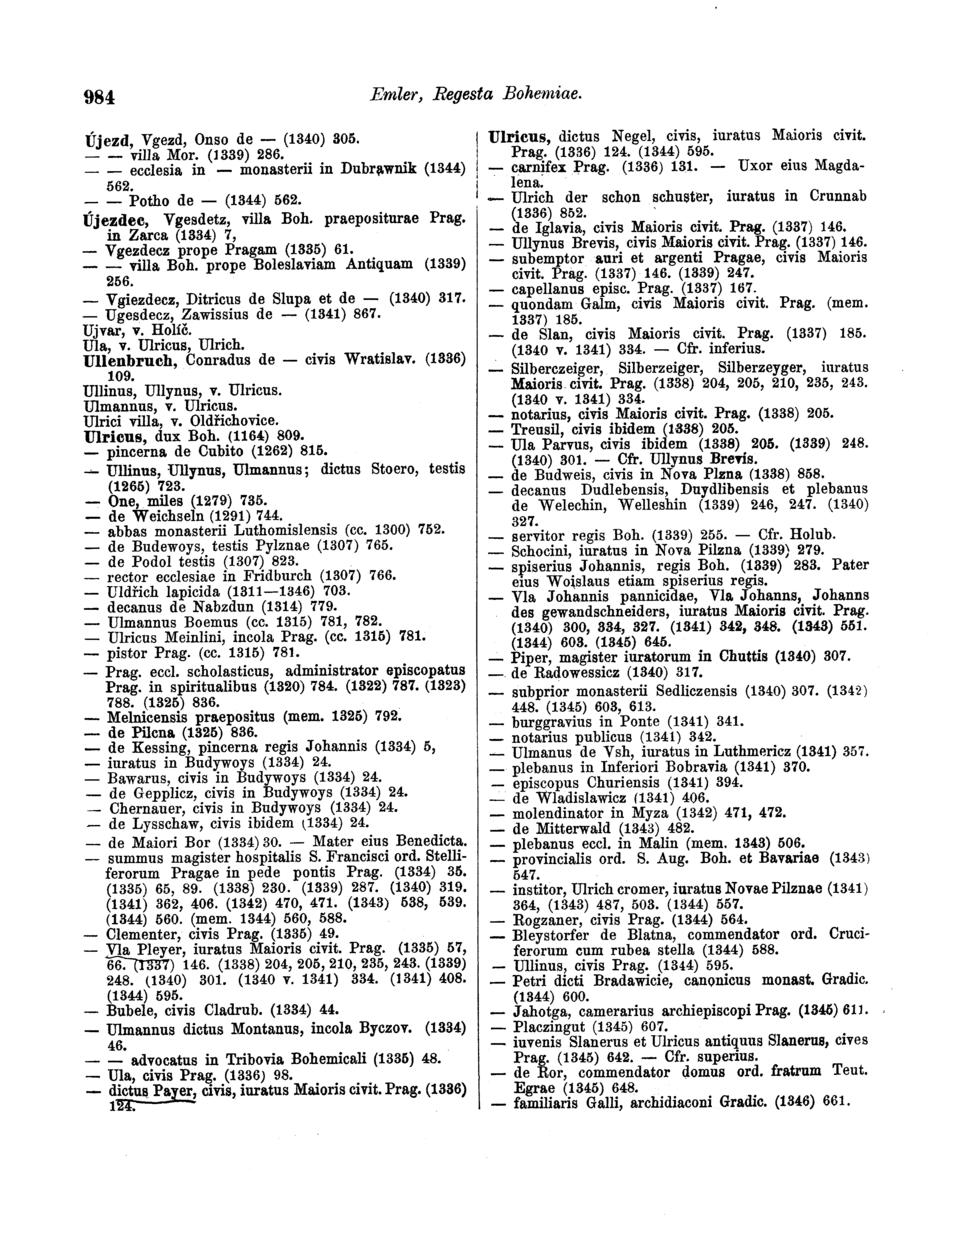 984
Emler, Regesta Bohemiae.
Újezd, Vgezd, Onso de — (1340) 305.
— — villa Mor. (1339) 286.
— — ecclesia in — monasterii in Dubrawnik (1344)
562.
— — Potho de — (1344) 562.
Újezdec, Vgesdetz, villa Boh. praepositurae Prag.
in Zarca (1334) 7,
— Vgezdecz prope Pragam (1335) 61.
— — villa Boh. prope Boleslaviam Antiquam (1339)
256.
— Vgiezdecz, Ditricus de Slupa et de — (1340) 317.
— Ugesdecz, Zawissius de — (1341) 867.
Ujvar, v. Holíč.
Ula, v. Ulricus, Ulrich.
Ullenbruch, Conradus de — civis Wratislav. (1336)
109.
Ullinus, Ullynus, v. Ulricus.
Ulmannus, v. Ulricus.
Ulrici villa, v. Oldřichovice.
Ulricus, dux Boh. (1164) 809.
— pincerna de Cubito (1262) 815.
— Ullinus, Ullynus, Ulmannus; dictus Stoero, testis
(1265) 723.
— One, miles (1279) 735.
— de Weichseln (1291) 744.
— abbas monasterii Luthomislensis (cc. 1300) 752.
— de Budewoys, testis Pylznae (1307) 765.
— de Podol testis (1307) 823.
— rector ecclesiae in Fridburch (1307) 766.
— Uldřich lapicida (1311—1346) 703.
— decanus de Nabzdun (1314) 779.
— Ulmannus Boemus (cc. 1315) 781, 782.
— Ulricus Meinlini, incola Prag. (cc. 1315) 781.
— pistor Prag. (cc. 1315) 781.
— Prag. eccl. scholasticus, administrator episcopatus
Prag. in spiritualibus (1320) 784. (1322) 787. (1323)
788. (1325) 836.
— Melnicensis praepositus (mem. 1325) 792.
— de Pilcna (1325) 836.
— de Kessing, pincerna regis Johannis (1334) 5,
— iuratus in Budywoys (1334) 24.
— Bawarus, civis in Budywoys (1334) 24.
— de Gepplicz, civis in Budywoys (1334) 24.
— Chernauer, civis in Budywoys (1334) 24.
— de Lysschaw, civis ibidem (1334) 24.
— de Maiori Bor (1334) 30. — Mater eius Benedicta.
— summus magister hospitalis S. Francisci ord. Stelli-
ferorum Pragae in pede pontis Prag. (1334) 35.
(1335) 65, 89. (1338) 230. (1339) 287. (1340) 319.
(1341) 362, 406. (1342) 470, 471. (1343) 538, 539.
(1344) 560. (mem. 1344) 560, 588.
— Clementer, civis Prag. (1335) 49.
— Vla Pleyer, iuratus Maioris civit. Prag. (1335) 57,
66. (1337) 146. (1338) 204, 205, 210, 235, 243. (1339)
248. (1340) 301. (1340 v. 1341) 334. (1341) 408.
(1344) 595.
— Bubele, civis Cladrub. (1334) 44.
— Ulmannus dictus Montanus, incola Byczov. (1334)
46.
— — advocatus in Tribovia Bohemicali (1335) 48.
— Ula, civis Prag. (1336) 98.
— dictus Payer, civis, iuratus Maioris civit. Prag. (1336)
124.
Ulricus, dictus Negel, civis, iuratus Maioris civit.
Prag. (1336) 124. (1344) 595.
— carnifex Prag. (1336) 131. — Uxor eius Magda-
lena.
— Ulrich der schon schuster, iuratus in Crunnab
(1336) 852.
— de Iglavia, civis Maioris civit. Prag. (1337) 146.
— Ullynus Brevis, civis Maioris civit. Prag. (1337) 146.
— subemptor auri et argenti Pragae, civis Maioris
civit. Prag. (1337) 146. (1339) 247.
— capellanus episc. Prag. (1337) 167.
— quondam Galm, civis Maioris civit. Prag. (mem.
1337) 185.
— de Slan, civis Maioris civit. Prag. (1337) 185.
(1340 v. 1341) 334. — Cfr. inferius.
— Silberczeiger, Silberzeiger, Silberzeyger, iuratus
Maioris civit. Prag. (1338) 204, 205, 210, 235, 243.
(1340 v. 1341) 334.
— notarius, civis Maioris civit. Prag. (1338) 205.
— Treusil, civis ibidem (1338) 205.
— Ula Parvus, civis ibidem (1338) 205. (1339) 248.
(1340) 301. — Cfr. Ullynus Brevis.
— de Budweis, civis in Nova Plzna (1338) 858.
— decanus Dudlebensis, Duydlibensis et plebanus
de Welechin, Welleshin (1339) 246, 247. (1340)
327.
— servitor regis Boh. (1339) 255. — Cfr. Holub.
— Schocini, iuratus in Nova Pilzna (1339) 279.
— spiserius Johannis, regis Boh. (1339) 283. Pater
eius Woislaus etiam spiserius regis.
— Vla Johannis pannicidae, Vla Johanns, Johanns
des gewandschneiders, iuratus Maioris civit. Prag.
(1340) 300, 334, 327. (1341) 342, 348. (1343) 551.
(1344) 603. (1345) 645.
— Piper, magister iuratorum in Chuttis (1340) 307.
— de Radowessicz (1340) 317.
— subprior monasterii Sedliczensis (1340) 307. (1342)
448. (1345) 603, 613.
— burggravius in Ponte (1341) 341.
— notarius publicus (1341) 342.
— Ulmanus de Vsh, iuratus in Luthmericz (1341) 357.
— plebanus in Inferiori Bobravia (1341) 370.
— episcopus Churiensis (1341) 394.
— de Wladislawicz (1341) 406.
— molendinator in Myza (1342) 471, 472.
— de Mitterwald (1343) 482.
— plebanus eccl. in Malin (mem. 1343) 506.
— provincialis ord. S. Aug. Boh. et Bavariae (1343)
547.
— institor, Ulrich cromer, iuratus Novae Pilznae (1341)
364, (1343) 487, 503. (1344) 557.
— Rogzaner, civis Prag. (1344) 564.
— Bleystorfer de Blatna, commendator ord. Cruci-
ferorum cum rubea stella (1344) 588.
— Ullinus, civis Prag. (1344) 595.
— Petri dicti Bradawicie, canonicus monast. Gradic.
(1344) 600.
— Jahotga, camerarius archiepiscopi Prag. (1345) 611.
— Placzingut (1345) 607.
— iuvenis Slanerus et Ulricus antiquus Slanerus, cives
Prag. (1345) 642. — Cfr. superius.
— de Ror, commendator domus ord. fratrum Teut.
Egrae (1345) 648.
— familiaris Galli, archidiaconi Gradic. (1346) 661.